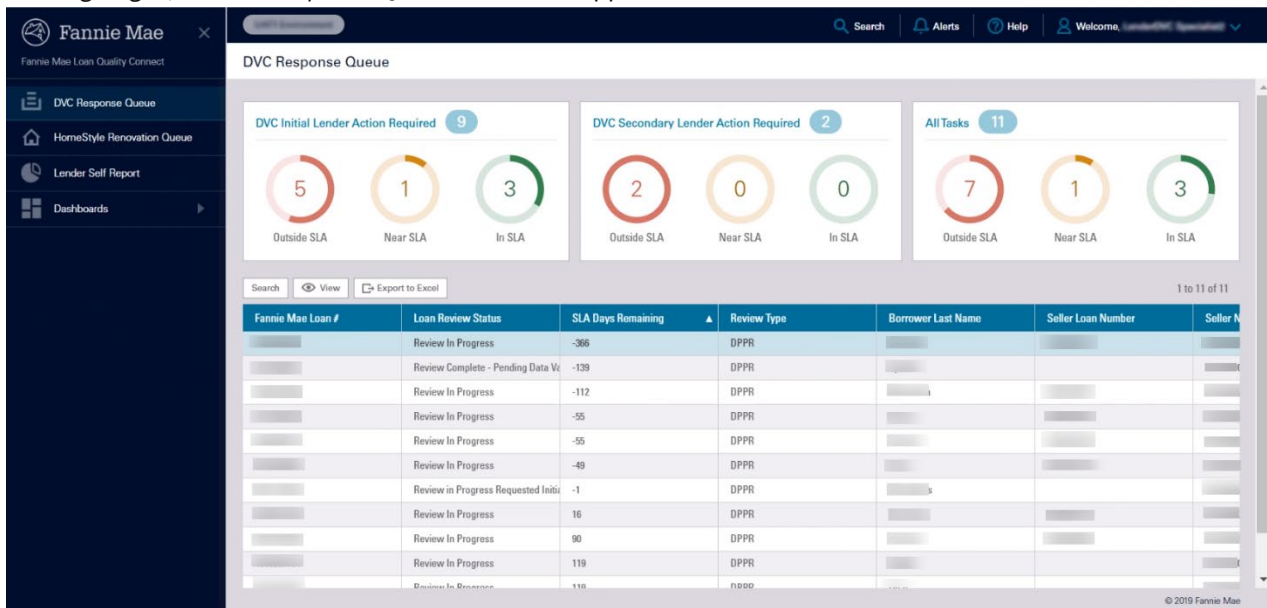 Fannie Mae ×
Search Alerts Help Welcome,
Fannie Mae Loan Quality Connect
DVC Response Queue
DVC Response Queue
HomeStyle Renovation Queue
Lender Self Report
Dashboards
DVC Initial Lender Action Required 9
5 1 3
Outside SLA Near SLA In SLA
DVC Secondary Lender Action Required 2
2 0 0
Outside SLA Near SLA In SLA
All Tasks 11
7 1 3
Outside SLA Near SLA In SLA
Search View Export to Excel 1 to 11 of 11
Fannie Mae Loan # Loan Review Status SLA Days Remaining ▲ Review Type Borrower Last Name Seller Loan Number Seller N
Review In Progress -366 DPPR
Review Complete - Pending Data Va -139 DPPR
Review In Progress -112 DPPR
Review In Progress -55 DPPR
Review In Progress -55 DPPR
Review In Progress -49 DPPR
Review in Progress Requested Initia -1 DPPR
Review In Progress 16 DPPR
Review In Progress 90 DPPR
Review In Progress 119 DPPR
Review In Progress 119 DPPR
© 2019 Fannie Mae